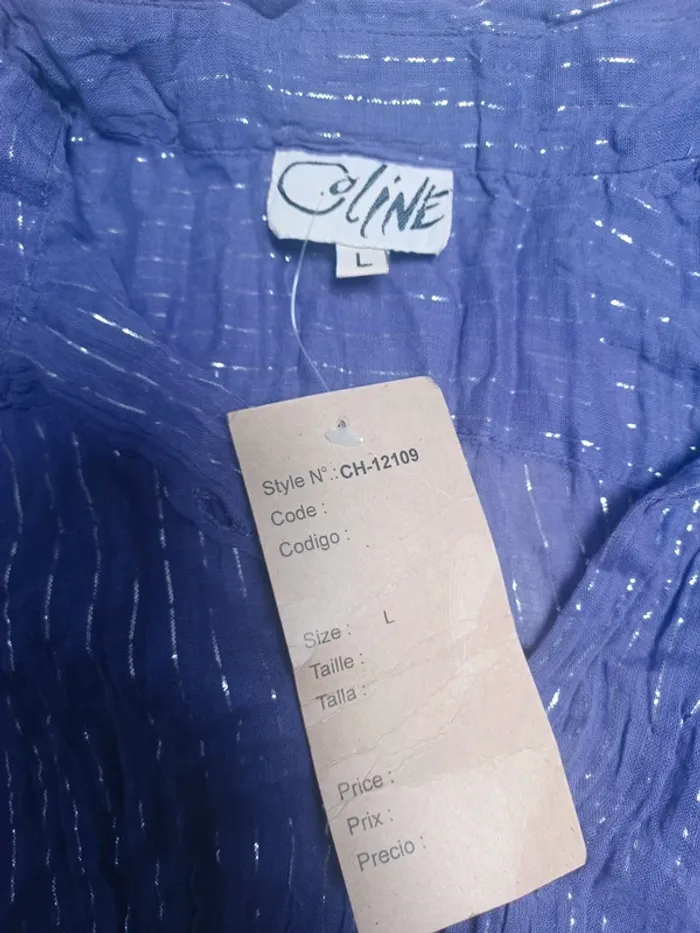 Coline
L
Style N°.: CH-12109
Code :
Codigo :
Size : L
Taille :
Talla :
Price :
Prix :
Precio :